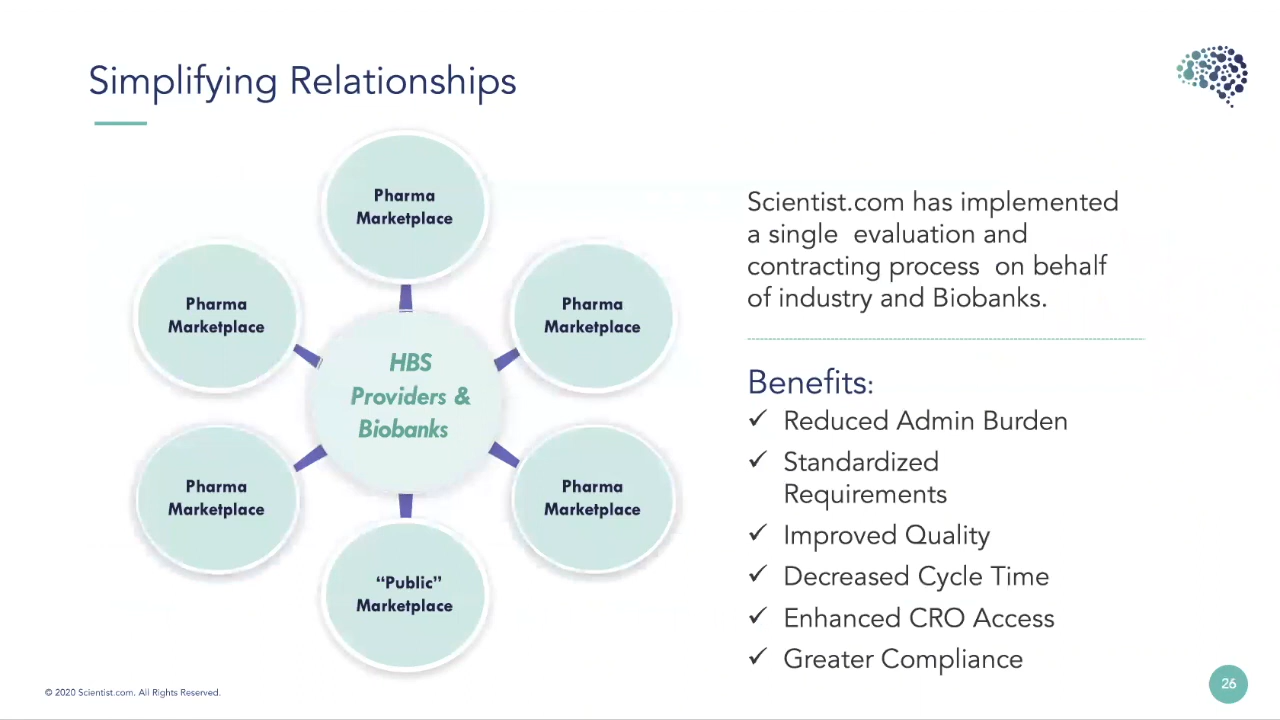 Simplifying Relationships
Pharma
Marketplace
Pharma
Marketplace
Pharma
Marketplace
HBS
Providers &
Biobanks
Pharma
Marketplace
Pharma
Marketplace
“Public”
Marketplace
Scientist.com has implemented
a single evaluation and
contracting process on behalf
of industry and Biobanks.
Benefits:
✓ Reduced Admin Burden
✓ Standardized
Requirements
✓ Improved Quality
✓ Decreased Cycle Time
✓ Enhanced CRO Access
✓ Greater Compliance
© 2020 Scientist.com. All Rights Reserved.
26